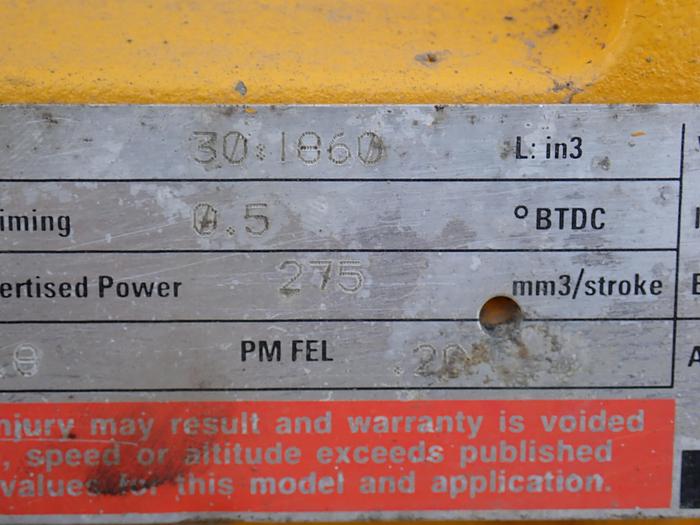 30:1860 L: in3
iming 0.5 °BTDC
ertised Power 275 mm3/stroke
PM FEL
njury may result and warranty is voided
, speed or altitude exceeds published
values for this model and application.